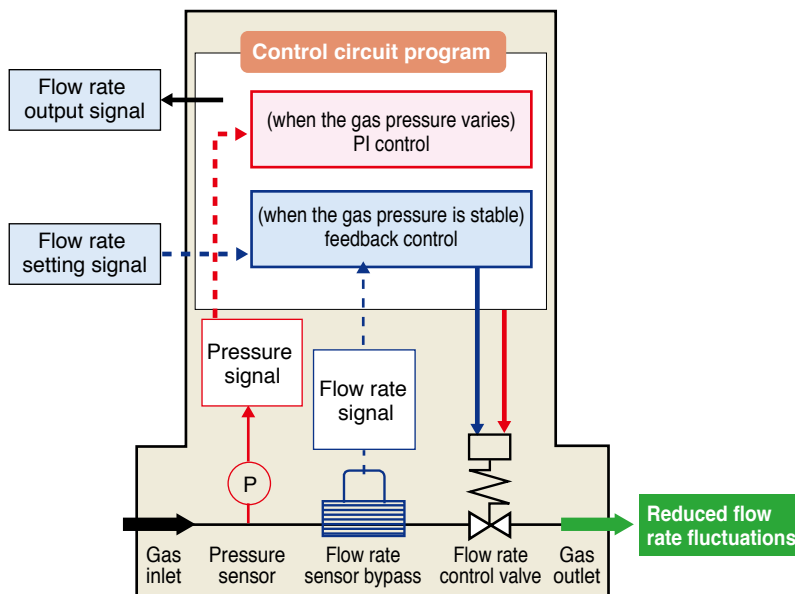 Control circuit program
Flow rate
output signal
(when the gas pressure varies)
PI control
Flow rate
setting signal
(when the gas pressure is stable)
feedback control
Pressure
signal
Flow rate
signal
P
Gas
inlet
Pressure
sensor
Flow rate
sensor bypass
Flow rate
control valve
Gas
outlet
Reduced flow
rate fluctuations